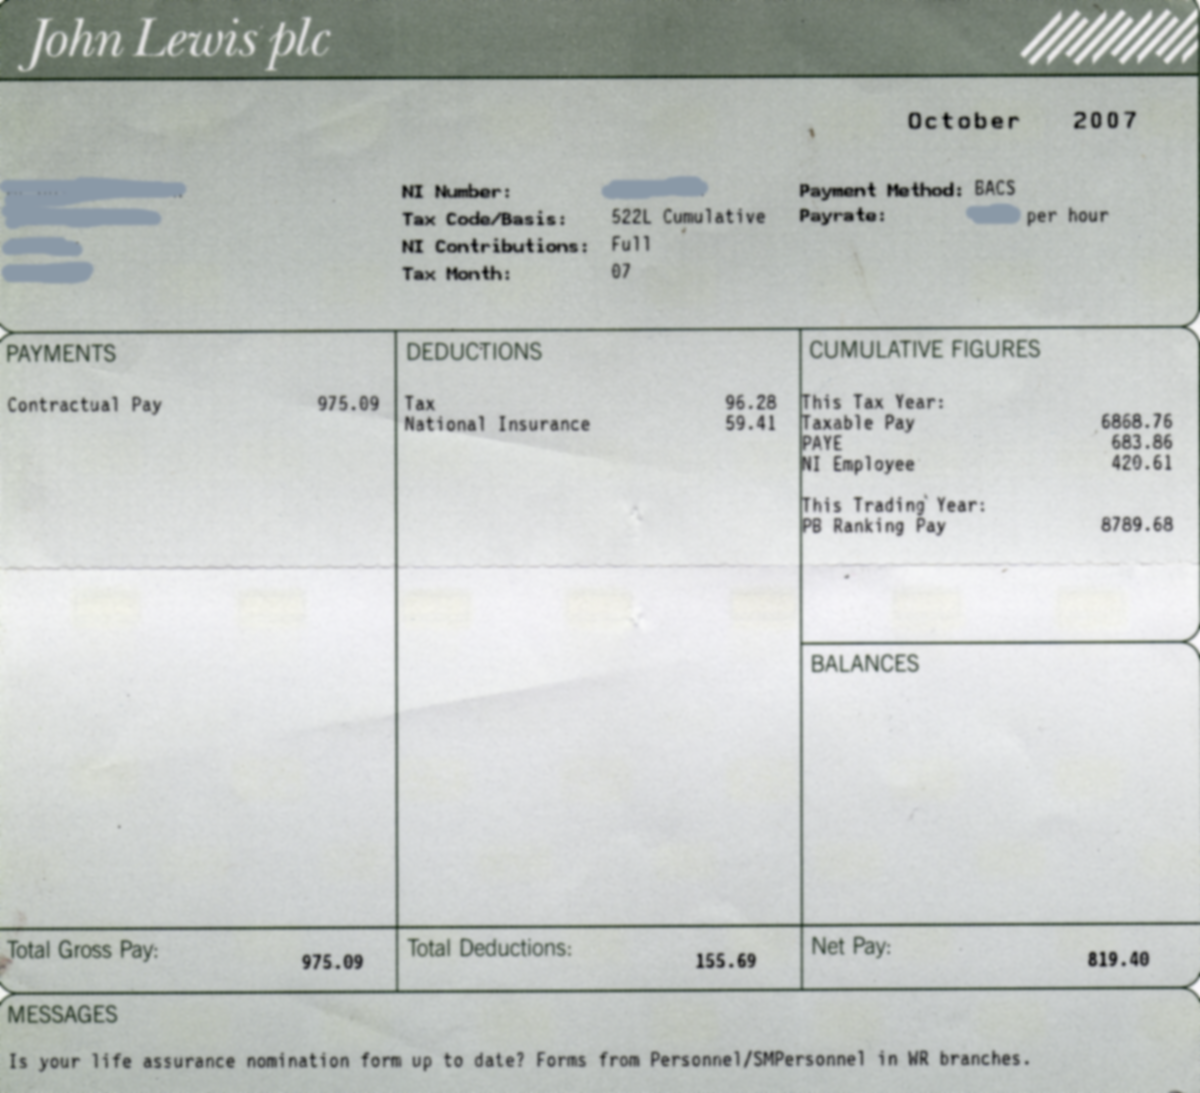 John Lewis plc
October 2007
NI Number:
Payment Method: BACS
Tax Code/Basis: 522L Cumulative
Payrate: per hour
NI Contributions: Full
Tax Month: 07
PAYMENTS
Contractual Pay 975.09
DEDUCTIONS
Tax 96.28
National Insurance 59.41
CUMULATIVE FIGURES
This Tax Year:
Taxable Pay 6868.76
PAYE 683.86
NI Employee 420.61
This Trading Year:
PB Ranking Pay 8789.68
BALANCES
Total Gross Pay: 975.09
Total Deductions: 155.69
Net Pay: 819.40
MESSAGES
Is your life assurance nomination form up to date? Forms from Personnel/SMPersonnel in WR branches.